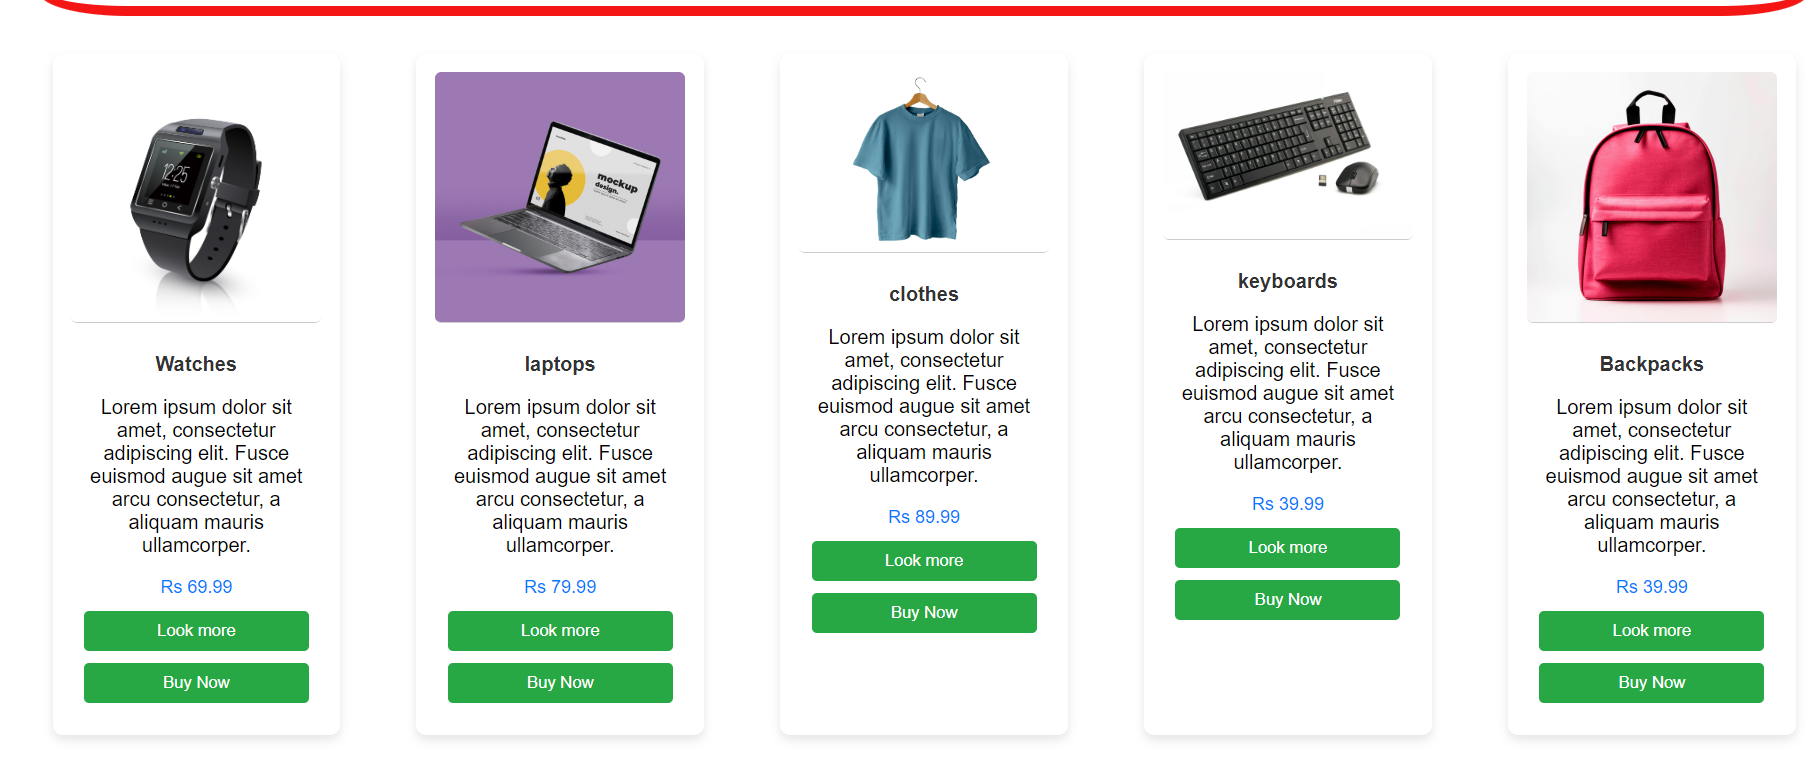 12:25
mockup
design.
Watches
Lorem ipsum dolor sit
amet, consectetur
adipiscing elit. Fusce
euismod augue sit amet
arcu consectetur, a
aliquam mauris
ullamcorper.
Rs 69.99
Look more
Buy Now
laptops
Lorem ipsum dolor sit
amet, consectetur
adipiscing elit. Fusce
euismod augue sit amet
arcu consectetur, a
aliquam mauris
ullamcorper.
Rs 79.99
Look more
Buy Now
clothes
Lorem ipsum dolor sit
amet, consectetur
adipiscing elit. Fusce
euismod augue sit amet
arcu consectetur, a
aliquam mauris
ullamcorper.
Rs 89.99
Look more
Buy Now
keyboards
Lorem ipsum dolor sit
amet, consectetur
adipiscing elit. Fusce
euismod augue sit amet
arcu consectetur, a
aliquam mauris
ullamcorper.
Rs 39.99
Look more
Buy Now
Backpacks
Lorem ipsum dolor sit
amet, consectetur
adipiscing elit. Fusce
euismod augue sit amet
arcu consectetur, a
aliquam mauris
ullamcorper.
Rs 39.99
Look more
Buy Now